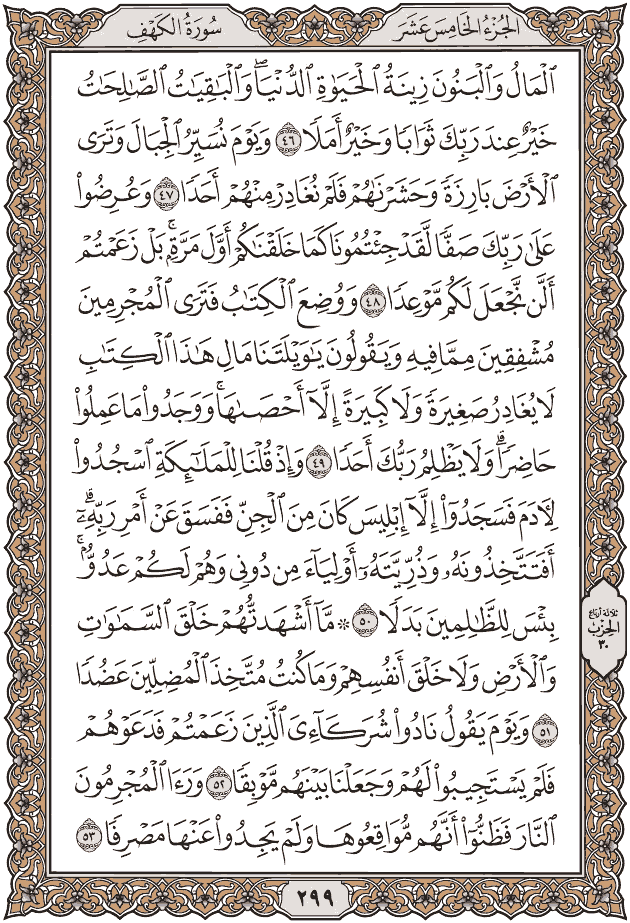 الجُزْءُ الخَامِسَ عَشَرَ
سُورَةُ الكَهْفِ
ٱلْمَالُ وَٱلْبَنُونَ زِينَةُ ٱلْحَيَوٰةِ ٱلدُّنْيَاۖ وَٱلْبَٰقِيَٰتُ ٱلصَّٰلِحَٰتُ
خَيْرٌ عِندَ رَبِّكَ ثَوَابًا وَخَيْرٌ أَمَلًا ٤٦ وَيَوْمَ نُسَيِّرُ ٱلْجِبَالَ وَتَرَى
ٱلْأَرْضَ بَارِزَةً وَحَشَرْنَٰهُمْ فَلَمْ نُغَادِرْ مِنْهُمْ أَحَدًا ٤٧ وَعُرِضُوا۟
عَلَىٰ رَبِّكَ صَفًّا لَّقَدْ جِئْتُمُونَا كَمَا خَلَقْنَٰكُمْ أَوَّلَ مَرَّةٍۭۚ بَلْ زَعَمْتُمْ
أَلَّن نَّجْعَلَ لَكُم مَّوْعِدًا ٤٨ وَوُضِعَ ٱلْكِتَٰبُ فَتَرَى ٱلْمُجْرِمِينَ
مُشْفِقِينَ مِمَّا فِيهِ وَيَقُولُونَ يَٰوَيْلَتَنَا مَالِ هَٰذَا ٱلْكِتَٰبِ
لَا يُغَادِرُ صَغِيرَةً وَلَا كَبِيرَةً إِلَّآ أَحْصَىٰهَاۚ وَوَجَدُوا۟ مَا عَمِلُوا۟
حَاضِرًاۗ وَلَا يَظْلِمُ رَبُّكَ أَحَدًا ٤٩ وَإِذْ قُلْنَا لِلْمَلَٰٓئِكَةِ ٱسْجُدُوا۟
لِءَادَمَ فَسَجَدُوٓا۟ إِلَّآ إِبْلِيسَ كَانَ مِنَ ٱلْجِنِّ فَفَسَقَ عَنْ أَمْرِ رَبِّهِۦٓۗ
أَفَتَتَّخِذُونَهُۥ وَذُرِّيَّتَهُۥٓ أَوْلِيَآءَ مِن دُونِى وَهُمْ لَكُمْ عَدُوٌّۢۚ
بِئْسَ لِلظَّٰلِمِينَ بَدَلًا ٥٠ ۞ مَّآ أَشْهَدتُّهُمْ خَلْقَ ٱلسَّمَٰوَٰتِ
وَٱلْأَرْضِ وَلَا خَلْقَ أَنفُسِهِمْ وَمَا كُنتُ مُتَّخِذَ ٱلْمُضِلِّينَ عَضُدًا
٥١ وَيَوْمَ يَقُولُ نَادُوا۟ شُرَكَآءِىَ ٱلَّذِينَ زَعَمْتُمْ فَدَعَوْهُمْ
فَلَمْ يَسْتَجِيبُوا۟ لَهُمْ وَجَعَلْنَا بَيْنَهُم مَّوْبِقًا ٥٢ وَرَءَا ٱلْمُجْرِمُونَ
ٱلنَّارَ فَظَنُّوٓا۟ أَنَّهُم مُّوَاقِعُوهَا وَلَمْ يَجِدُوا۟ عَنْهَا مَصْرِفًا ٥٣
ثلاثة أرباع
الحزب
٣٠
٢٩٩